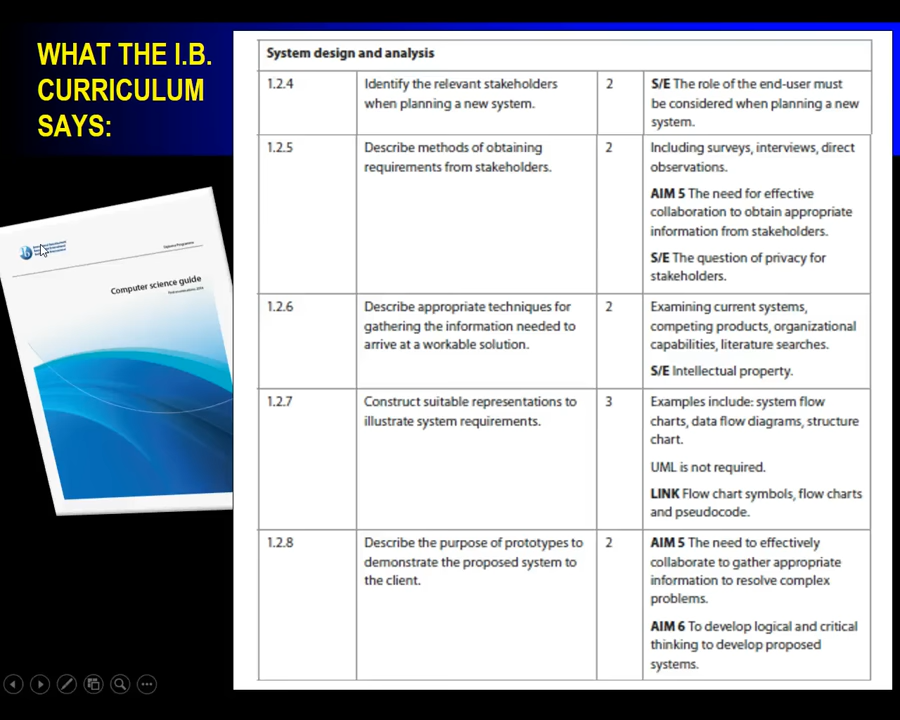 WHAT THE I.B.
CURRICULUM
SAYS:
Computer science guide
System design and analysis
1.2.4
Identify the relevant stakeholders
when planning a new system.
2
S/E The role of the end-user must
be considered when planning a new
system.
1.2.5
Describe methods of obtaining
requirements from stakeholders.
2
Including surveys, interviews, direct
observations.
AIM 5 The need for effective
collaboration to obtain appropriate
information from stakeholders.
S/E The question of privacy for
stakeholders.
1.2.6
Describe appropriate techniques for
gathering the information needed to
arrive at a workable solution.
2
Examining current systems,
competing products, organizational
capabilities, literature searches.
S/E Intellectual property.
1.2.7
Construct suitable representations to
illustrate system requirements.
3
Examples include: system flow
charts, data flow diagrams, structure
chart.
UML is not required.
LINK Flow chart symbols, flow charts
and pseudocode.
1.2.8
Describe the purpose of prototypes to
demonstrate the proposed system to
the client.
2
AIM 5 The need to effectively
collaborate to gather appropriate
information to resolve complex
problems.
AIM 6 To develop logical and critical
thinking to develop proposed
systems.